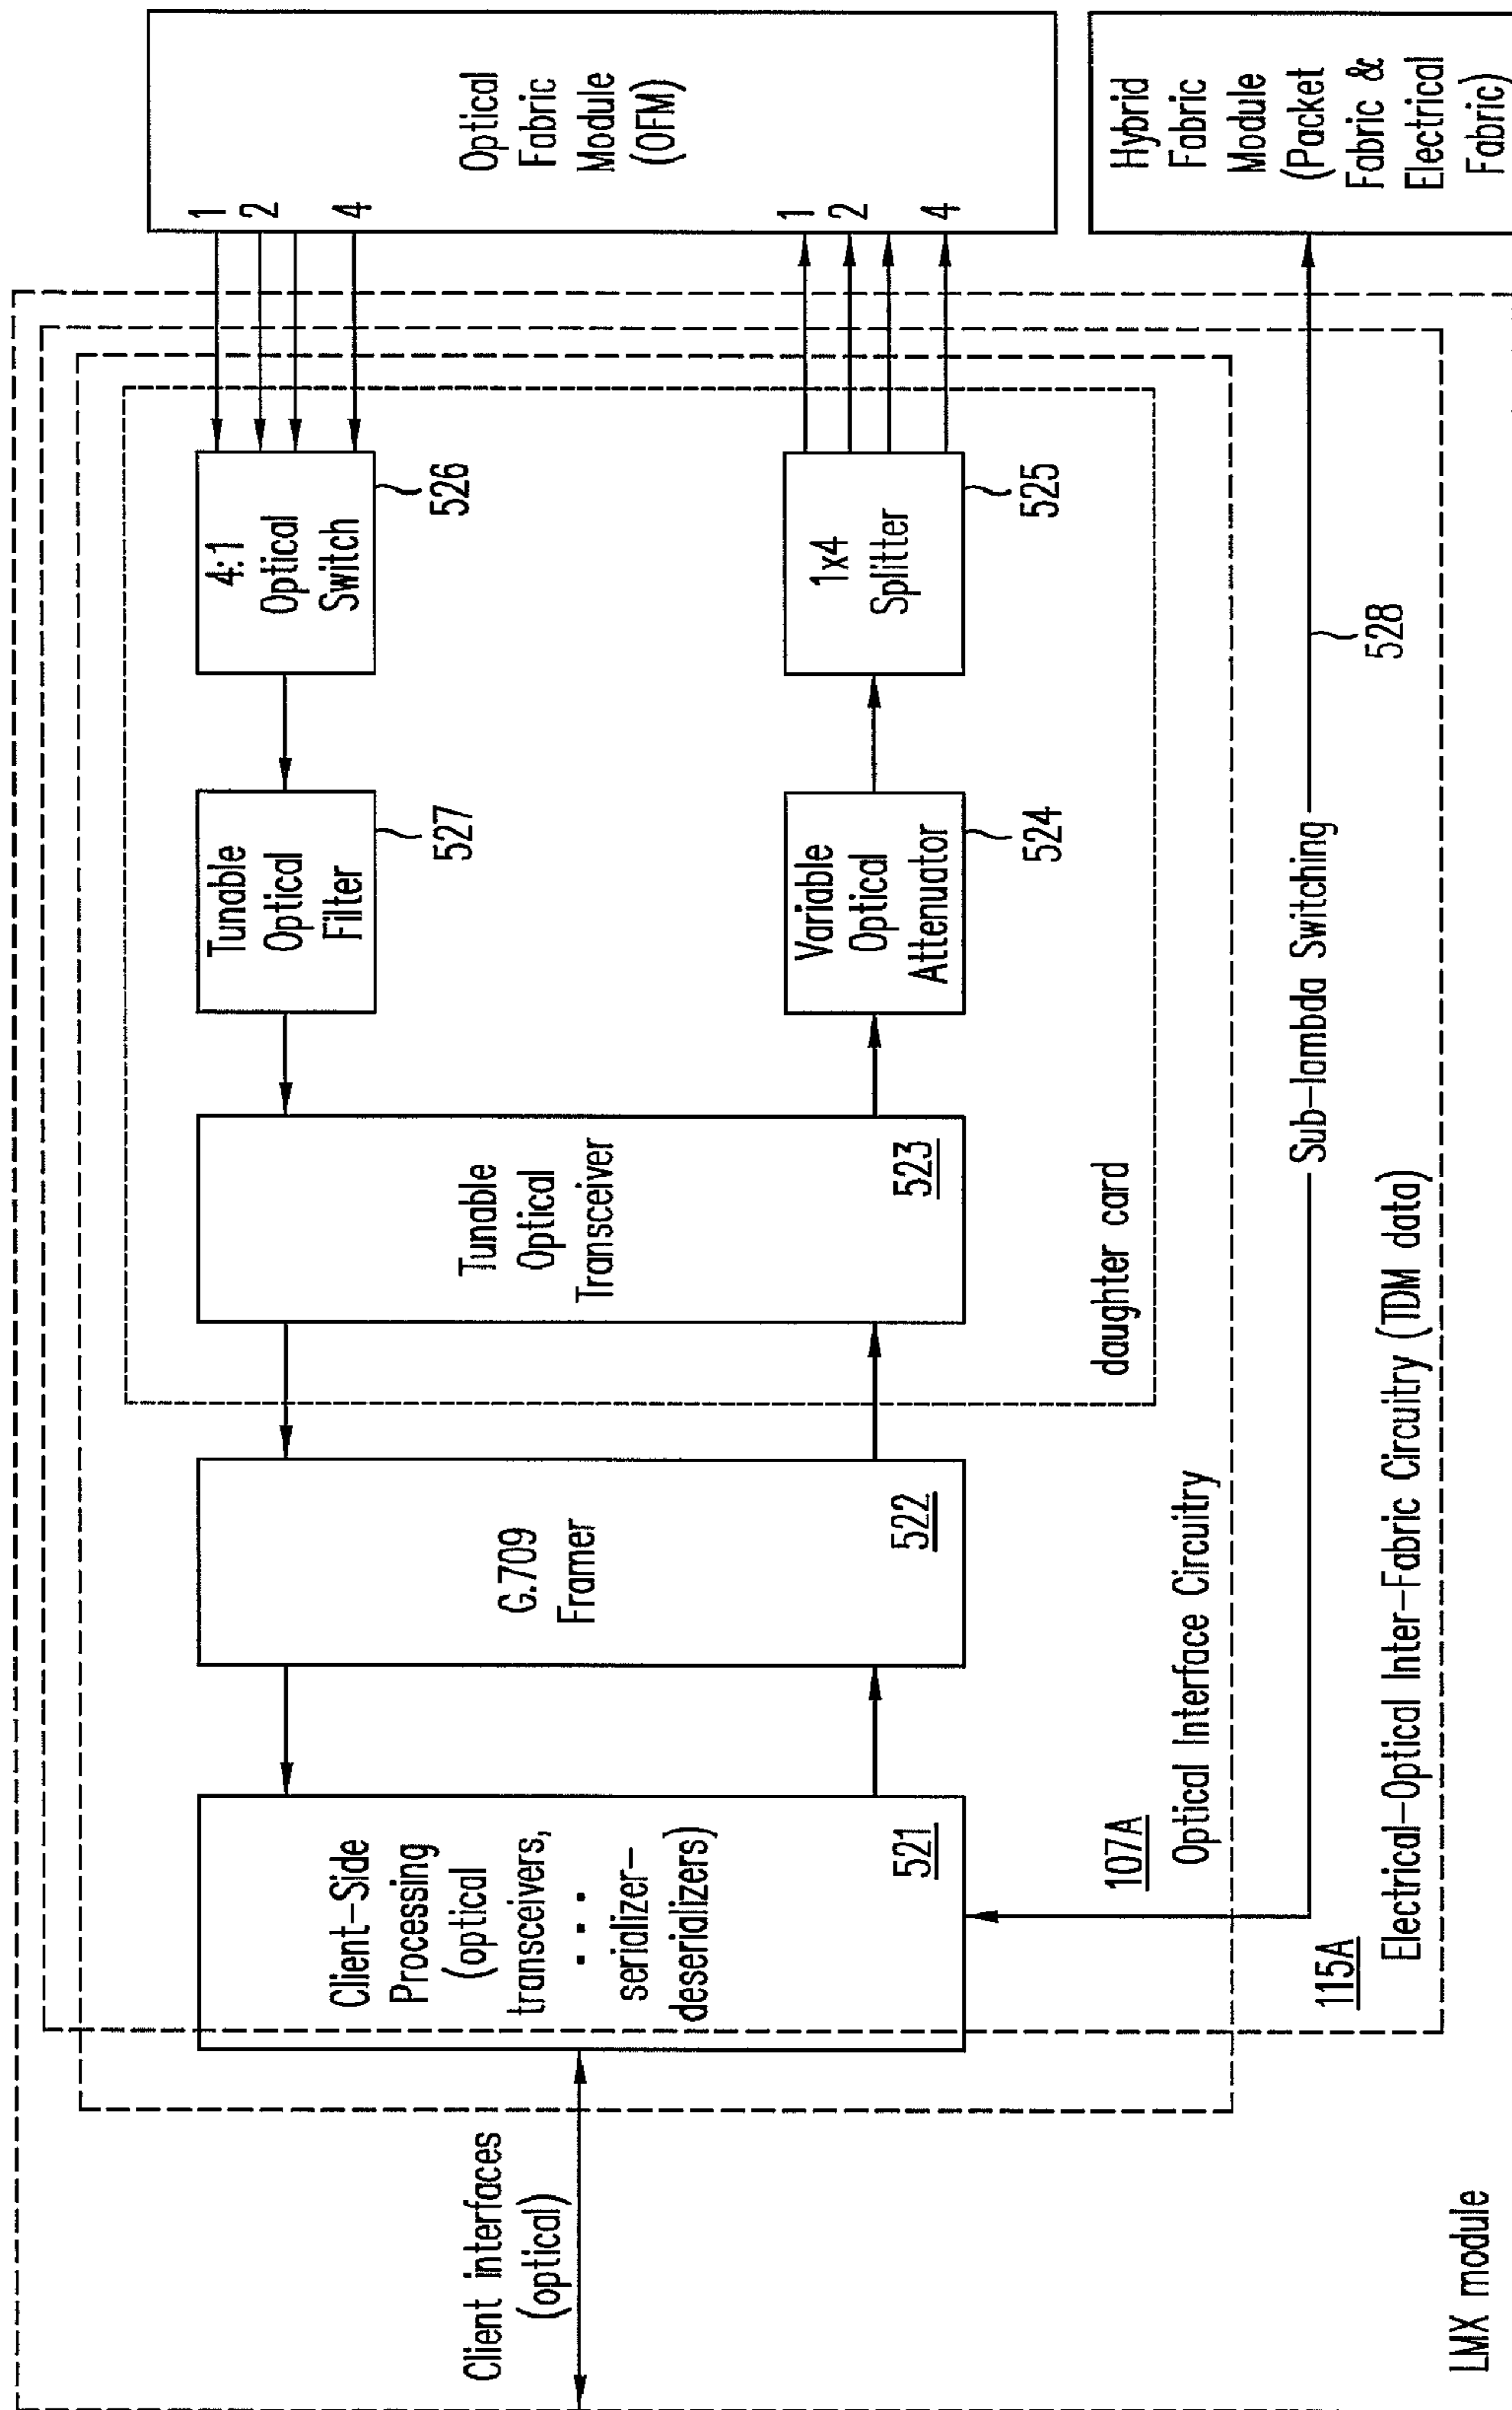 Client interfaces
(optical)
Client-Side
Processing
(optical
transceivers,
...
serializer-
deserializers)
521
G.709
Framer
522
Tunable
Optical
Transceiver
523
Tunable
Optical
Filter
527
4:1
Optical
Switch
526
Variable
Optical
Attenuator
524
1x4
Splitter
525
1
2
4
1
2
4
Optical
Fabric
Module
(OFM)
daughter card
107A
Optical Interface Circuitry
Sub-lambda Switching
528
115A
Electrical-Optical Inter-Fabric Circuitry (TDM data)
Hybrid
Fabric
Module
(Packet
Fabric &
Electrical
Fabric)
LMX module